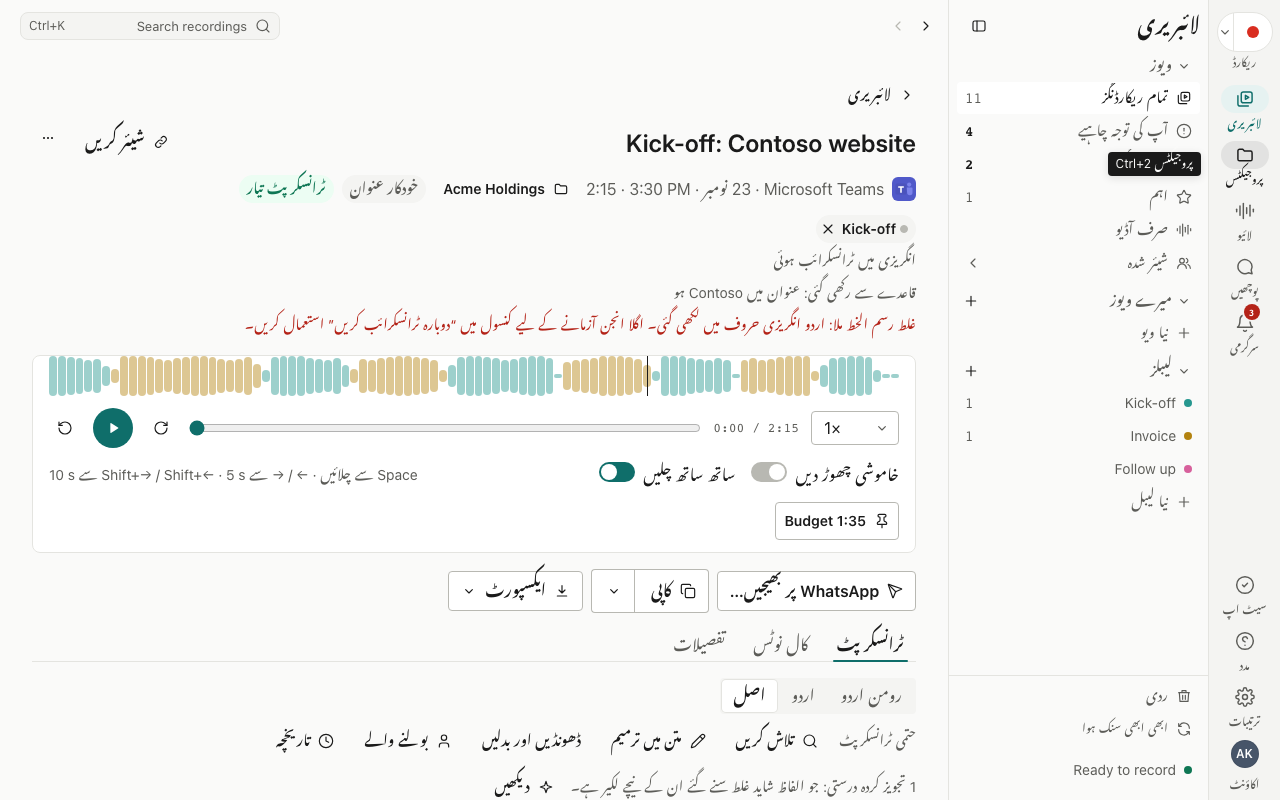 ریکارڈ
لائبریری
پروجیکٹس
لائیو
پوچھیں
3
سرگرمی
سیٹ اپ
مدد
ترتیبات
AK
اکاؤنٹ
لائبریری
ویوز
تمام ریکارڈنگز 11
آپ کی توجہ چاہیے 4
پروجیکٹس Ctrl+2
2
اہم 1
صرف آڈیو
شیئر شدہ
میرے ویوز
نیا ویو
لیبلز
Kick-off 1
Invoice 1
Follow up
نیا لیبل
ردی
ابھی ابھی سنک ہوا
Ready to record
Search recordings Ctrl+K
لائبریری
Kick-off: Contoso website
شیئر کریں ...
Microsoft Teams · 23 نومبر · 3:30 PM · 2:15 Acme Holdings خودکار عنوان ٹرانسکرپٹ تیار
Kick-off
انگریزی میں ٹرانسکرائب ہوئی
قاعدے سے رکھی گئی: عنوان میں Contoso ہو
غلط رسم الخط ملا: اردو انگریزی حروف میں لکھی گئی۔ اگلا انجن آزمانے کے لیے کنسول میں "دوبارہ ٹرانسکرائب کریں" استعمال کریں۔
0:00 / 2:15 1×
خاموشی چھوڑ دیں ساتھ ساتھ چلیں
Space سے چلائیں · ← / → سے 5 s · Shift+← / Shift+→ سے 10 s
Budget 1:35
WhatsApp پر بھیجیں... کاپی ایکسپورٹ
ٹرانسکرپٹ کال نوٹس تفصیلات
رومن اردو اردو اصل
حتمی ٹرانسکرپٹ تلاش کریں متن میں ترمیم ڈھونڈیں اور بدلیں بولنے والے تاریخچہ
1 تجویز کردہ درستی: جو الفاظ شاید غلط سنے گئے ان کے نیچے لکیر ہے۔ دیکھیں